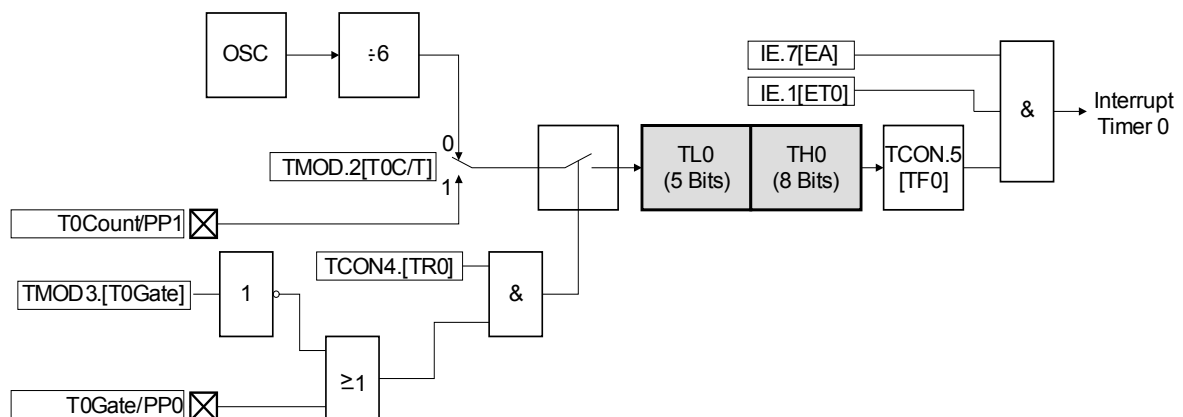 OSC
÷6
IE.7[EA]
IE.1[ET0]
&
Interrupt
Timer 0
0
TMOD.2[T0C/T]
1
TL0
(5 Bits)
TH0
(8 Bits)
TCON.5
[TF0]
T0Count/PP1
TCON4.[TR0]
&
TMOD3.[T0Gate]
1
≥1
T0Gate/PP0